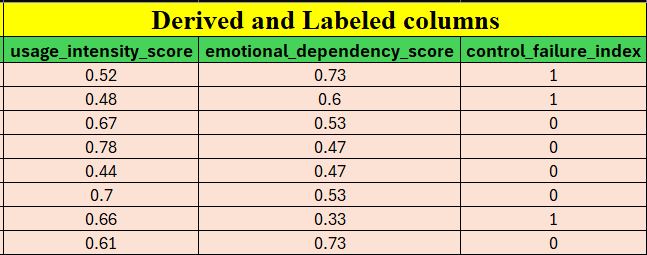 Derived and Labeled columns
usage_intensity_score emotional_dependency_score control_failure_index
0.52 0.73 1
0.48 0.6 1
0.67 0.53 0
0.78 0.47 0
0.44 0.47 0
0.7 0.53 0
0.66 0.33 1
0.61 0.73 0